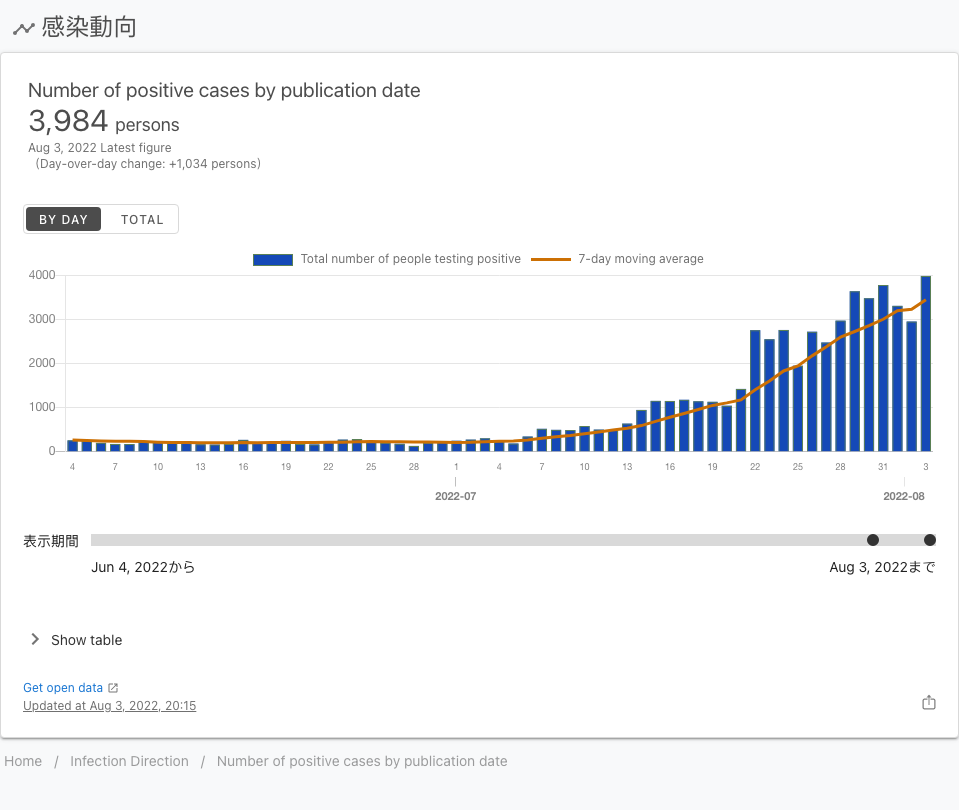 感染動向
Number of positive cases by publication date
3,984 persons
Aug 3, 2022 Latest figure
(Day-over-day change: +1,034 persons)
BY DAY TOTAL
Total number of people testing positive 7-day moving average
4000
3000
2000
1000
0
4 7 10 13 16 19 22 25 28 1 4 7 10 13 16 19 22 25 28 31 3
2022-07 2022-08
表示期間
Jun 4, 2022から Aug 3, 2022まで
Show table
Get open data
Updated at Aug 3, 2022, 20:15
Home / Infection Direction / Number of positive cases by publication date